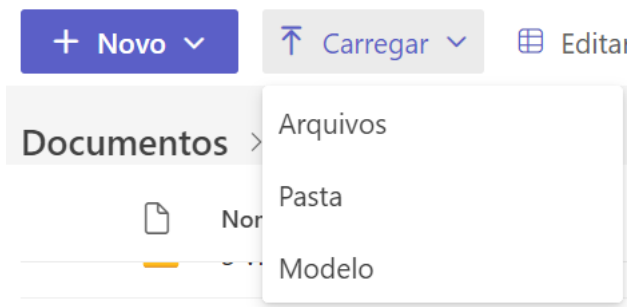 + Novo
Carregar
Editar
Documentos >
Arquivos
Pasta
Modelo